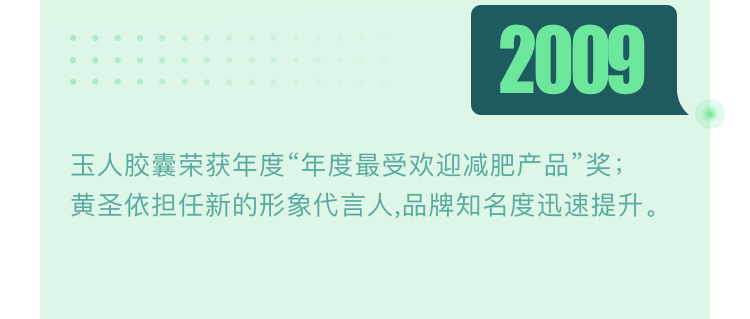 2009
玉人胶囊荣获年度“年度最受欢迎减肥产品”奖；
黄圣依担任新的形象代言人,品牌知名度迅速提升。